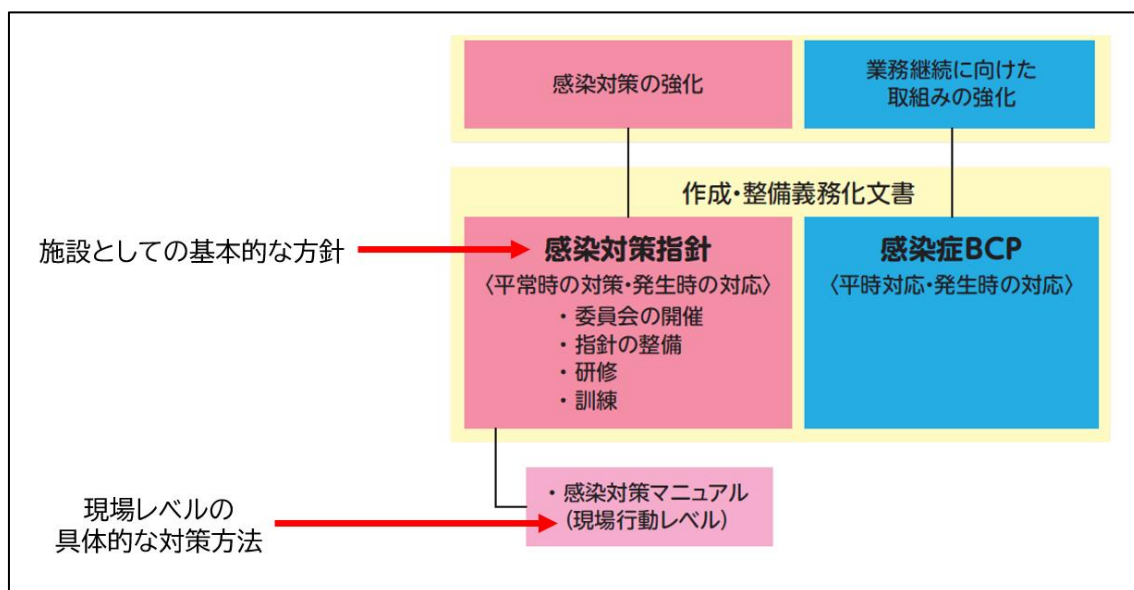 感染対策の強化
業務継続に向けた
取組みの強化
作成・整備義務化文書
施設としての基本的な方針
感染対策指針
〈平常時の対策・発生時の対応〉
・委員会の開催
・指針の整備
・研修
・訓練
感染症BCP
〈平時対応・発生時の対応〉
現場レベルの
具体的な対策方法
・感染対策マニュアル
(現場行動レベル)